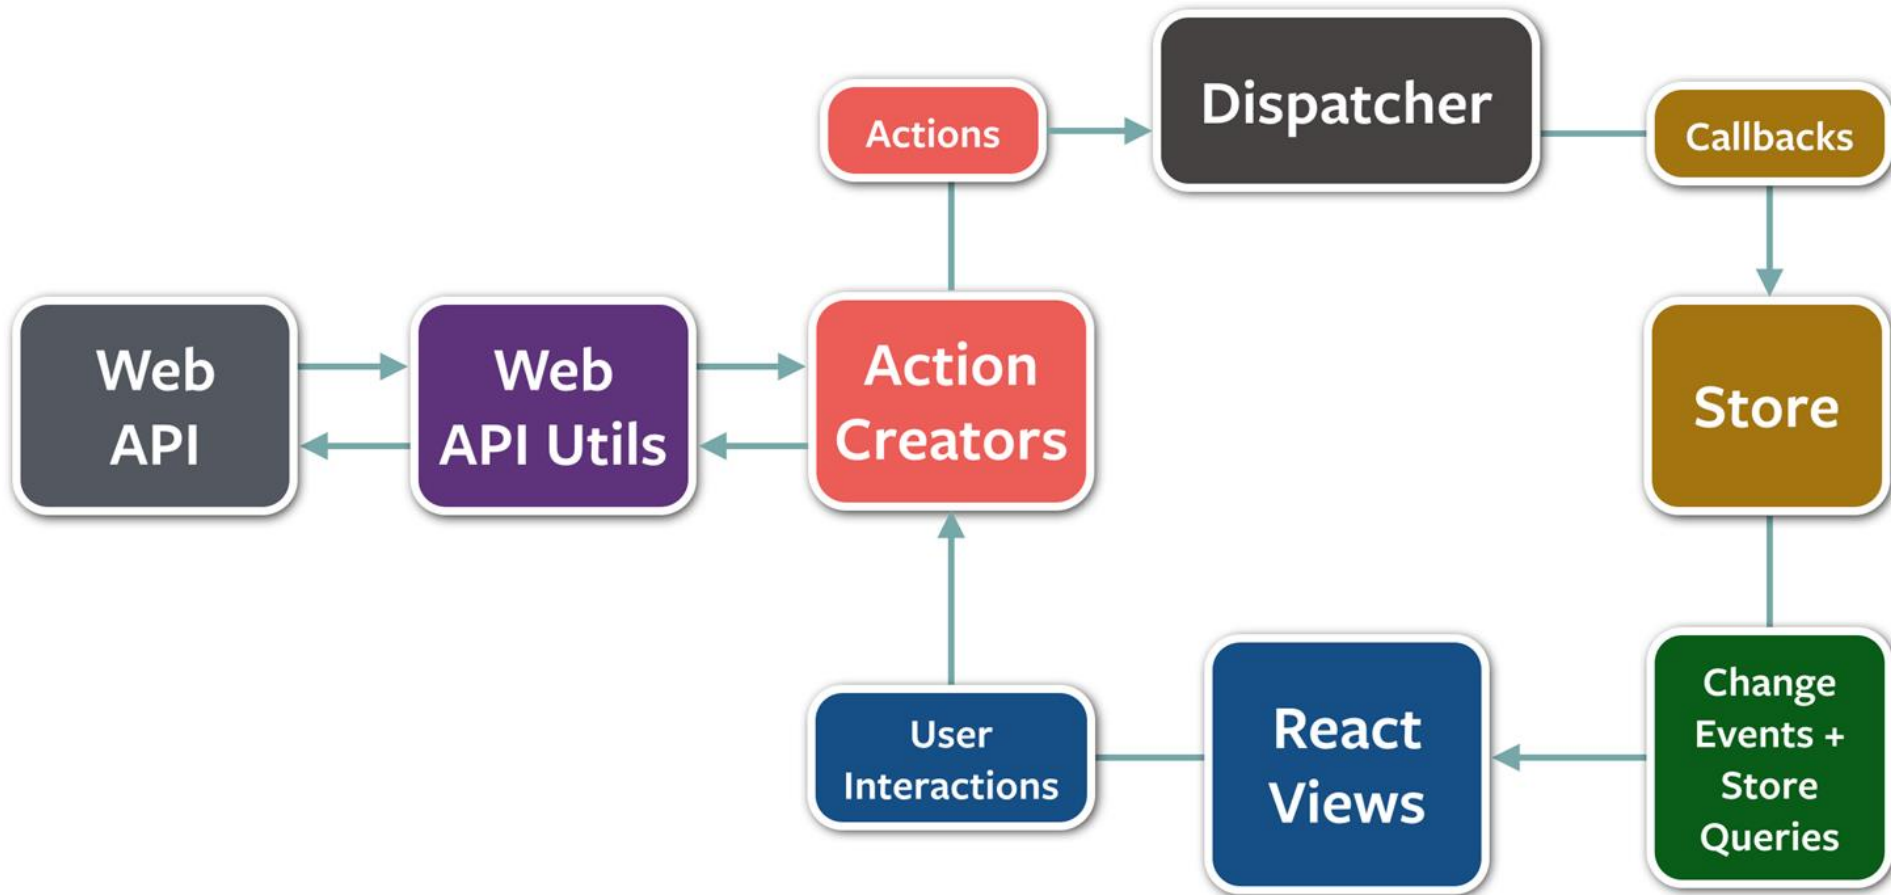 Dispatcher
Actions
Callbacks
Web
API
Web
API Utils
Action
Creators
Store
User
Interactions
React
Views
Change
Events +
Store
Queries